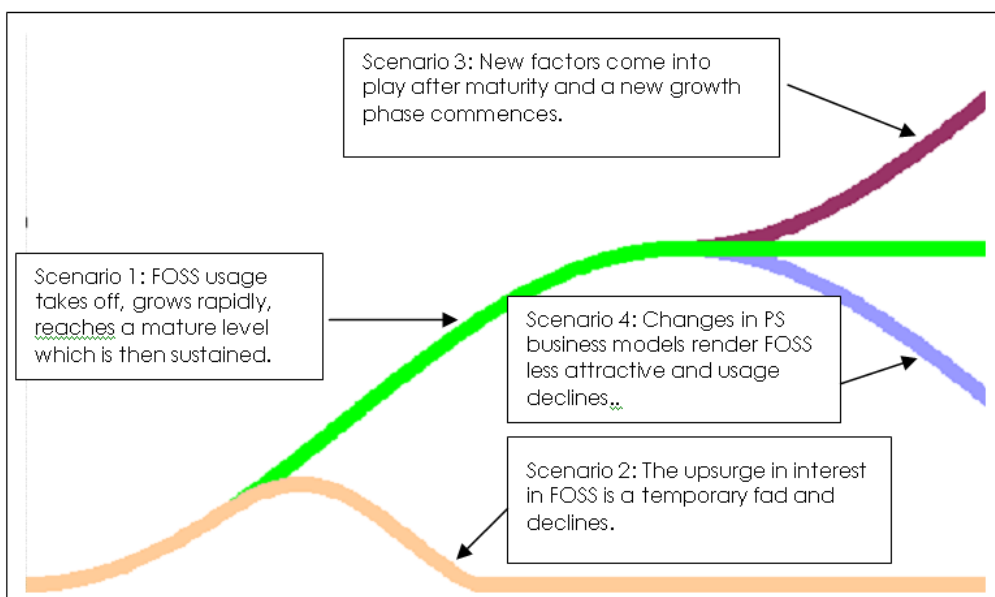 Scenario 3: New factors come into
play after maturity and a new growth
phase commences.
Scenario 1: FOSS usage
takes off, grows rapidly,
reaches a mature level
which is then sustained.
Scenario 4: Changes in PS
business models render FOSS
less attractive and usage
declines..
Scenario 2: The upsurge in interest
in FOSS is a temporary fad and
declines.